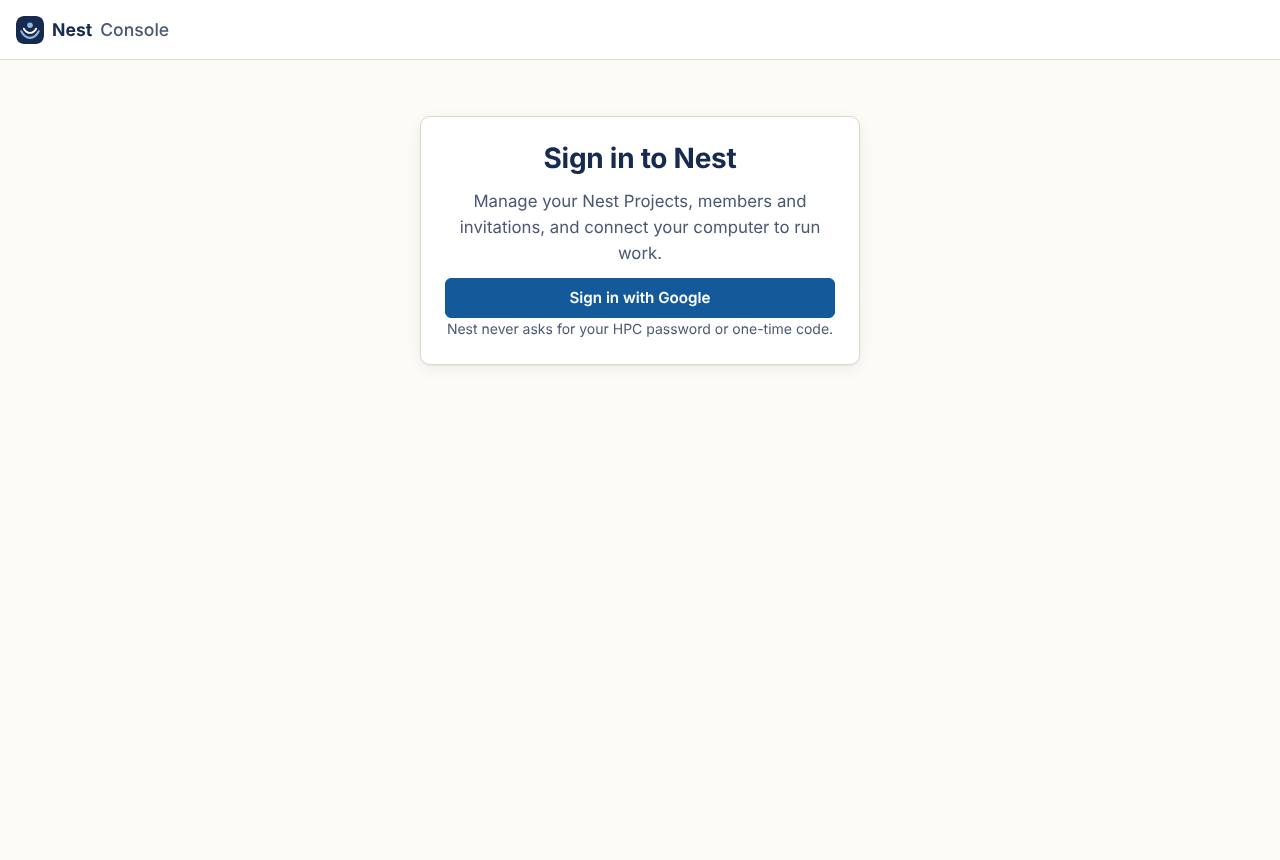 Nest Console
Sign in to Nest
Manage your Nest Projects, members and
invitations, and connect your computer to run
work.
Sign in with Google
Nest never asks for your HPC password or one-time code.